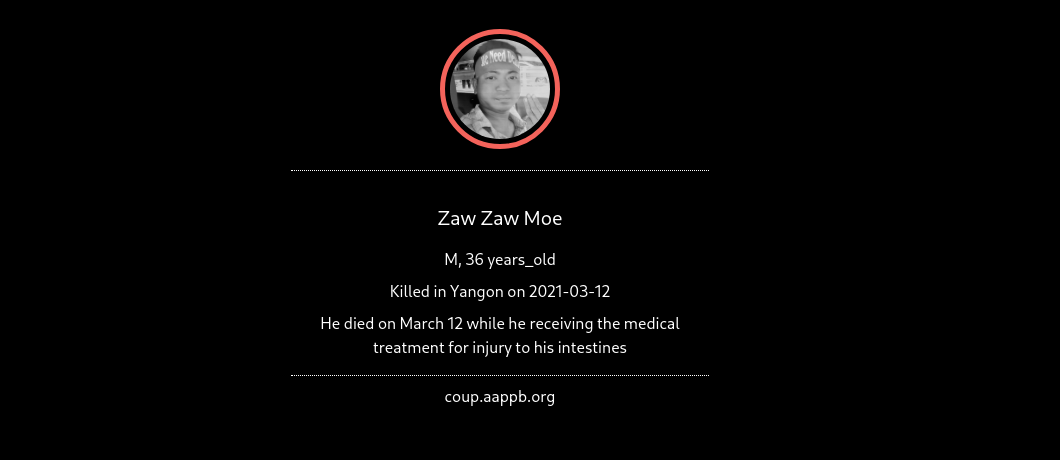 Need
Zaw Zaw Moe
M, 36 years_old
Killed in Yangon on 2021-03-12
He died on March 12 while he receiving the medical
treatment for injury to his intestines
coup.aappb.org